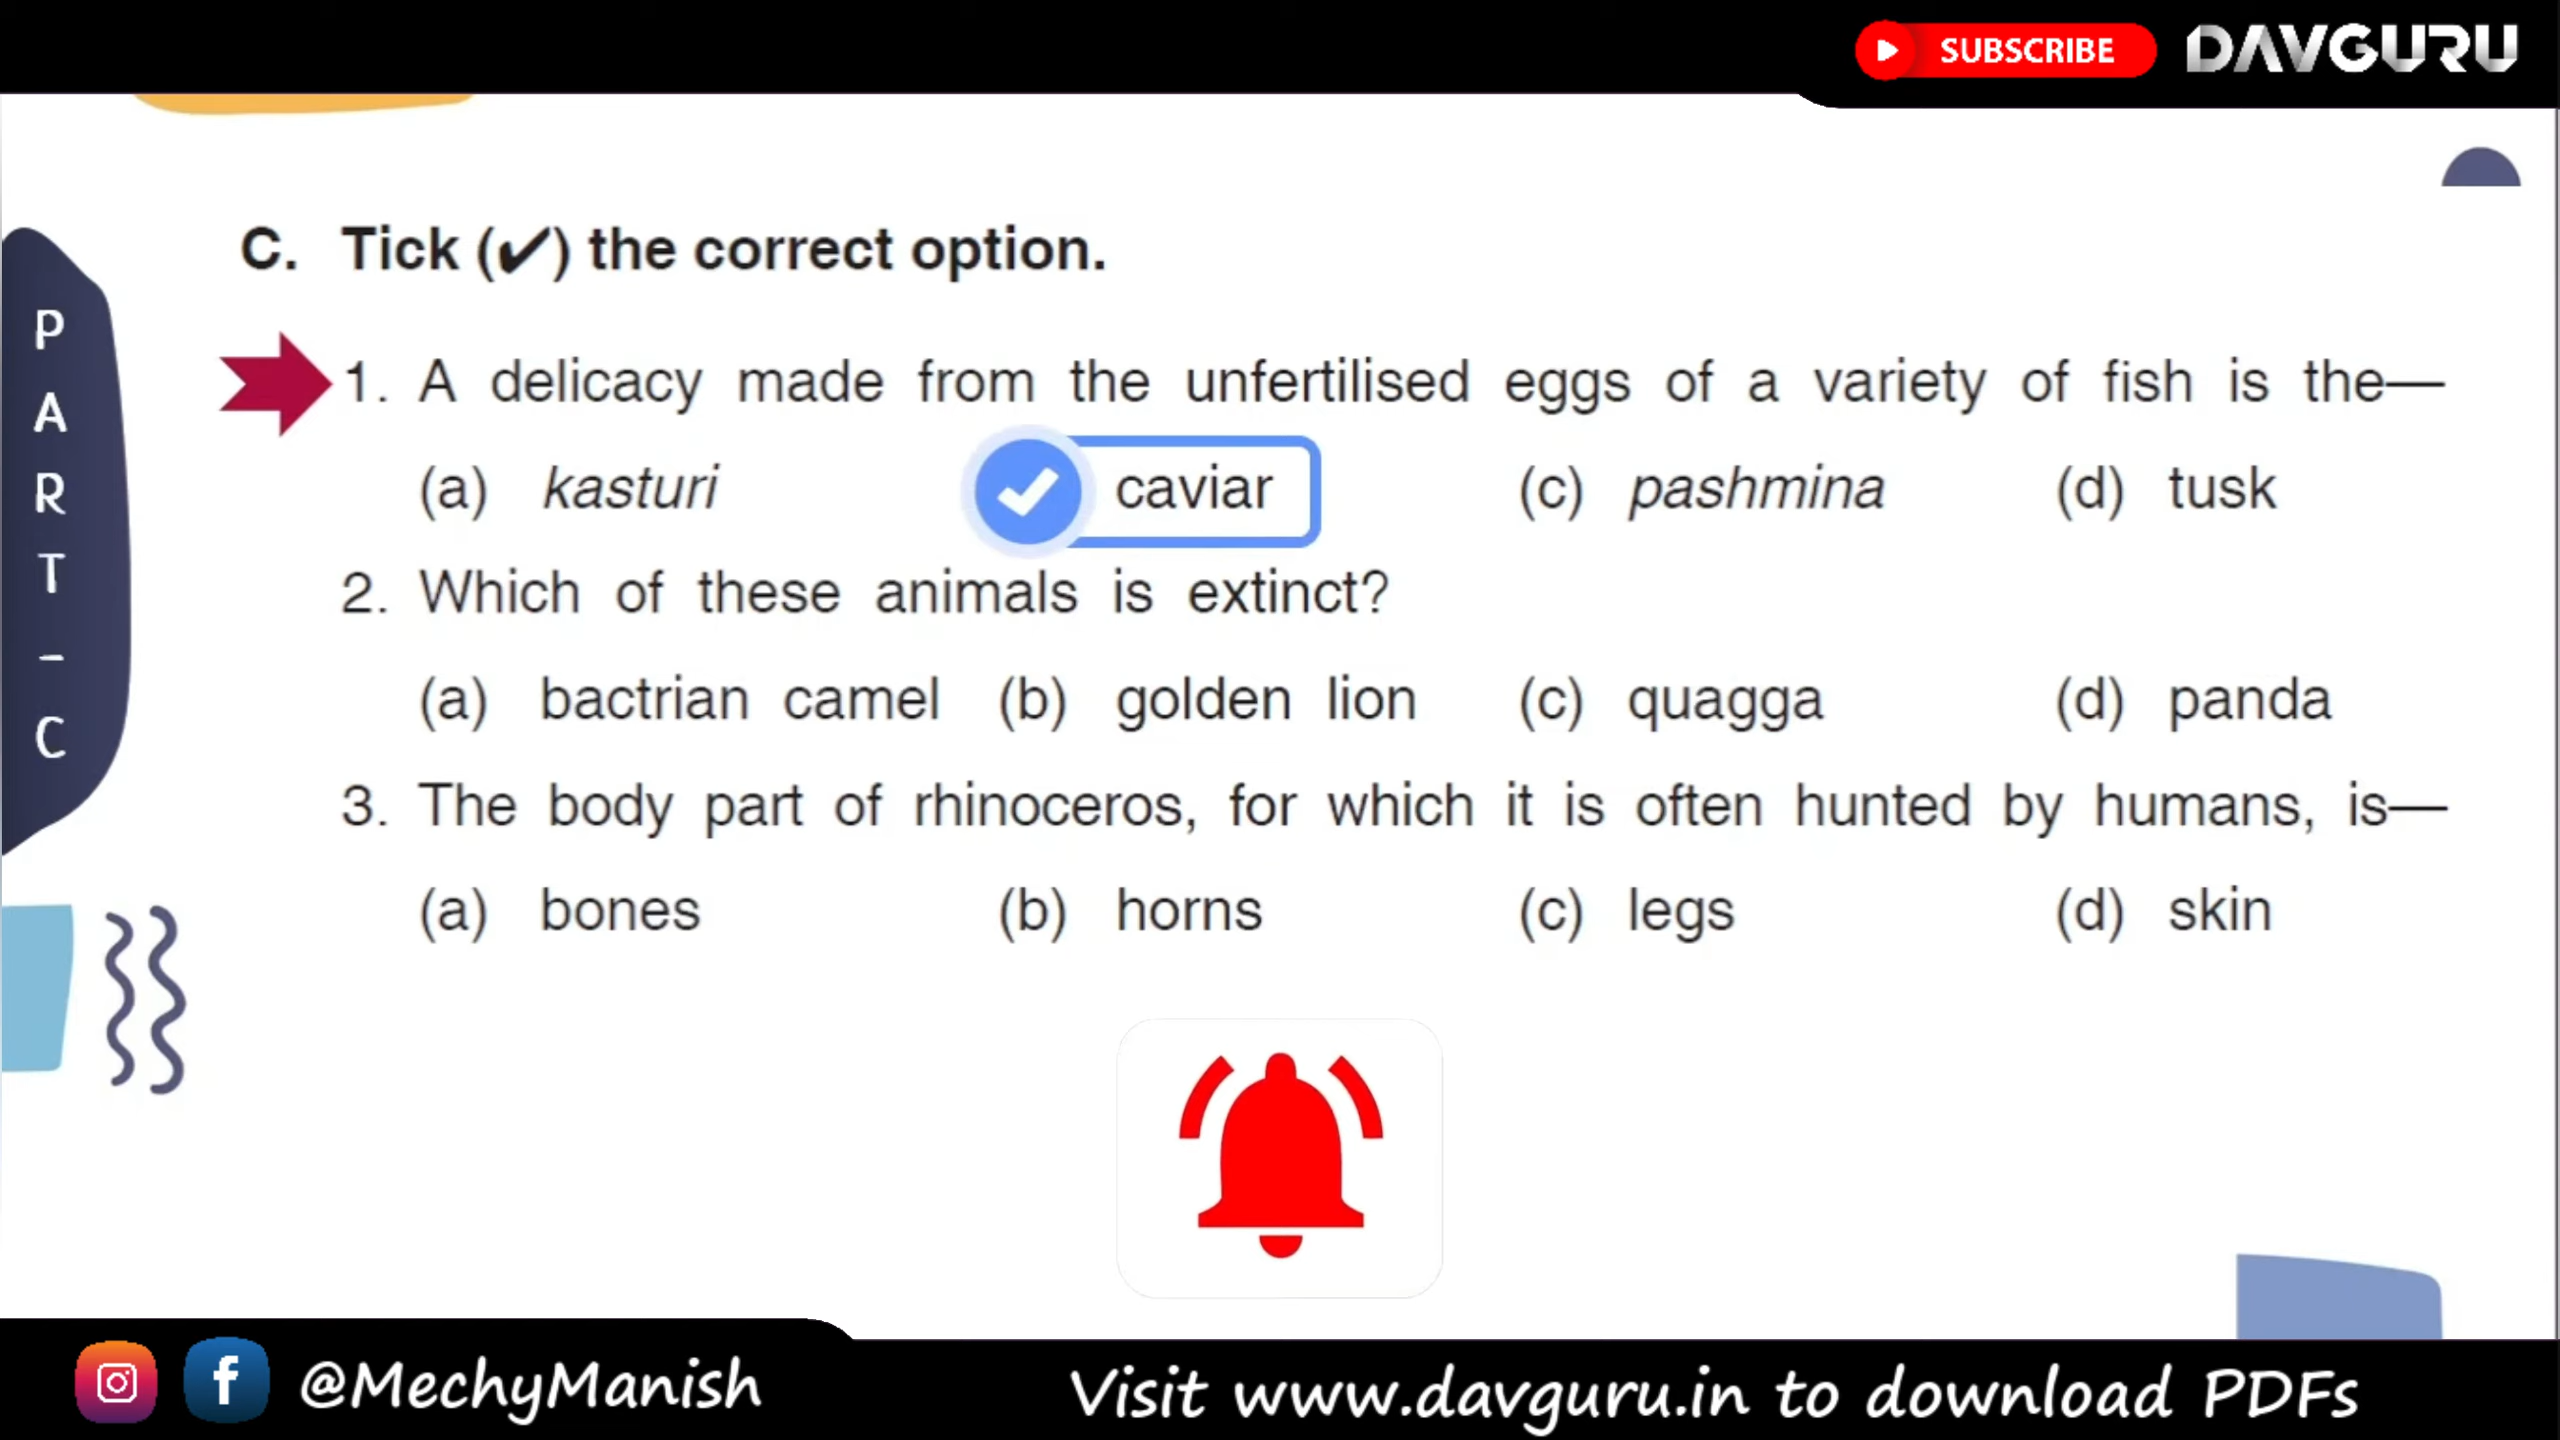 SUBSCRIBE DAVGURU
C. Tick (✔) the correct option.
1. A delicacy made from the unfertilised eggs of a variety of fish is the—
(a) kasturi caviar (c) pashmina (d) tusk
2. Which of these animals is extinct?
(a) bactrian camel (b) golden lion (c) quagga (d) panda
3. The body part of rhinoceros, for which it is often hunted by humans, is—
(a) bones (b) horns (c) legs (d) skin
PART-C
@MechyManish Visit www.davguru.in to download PDFs